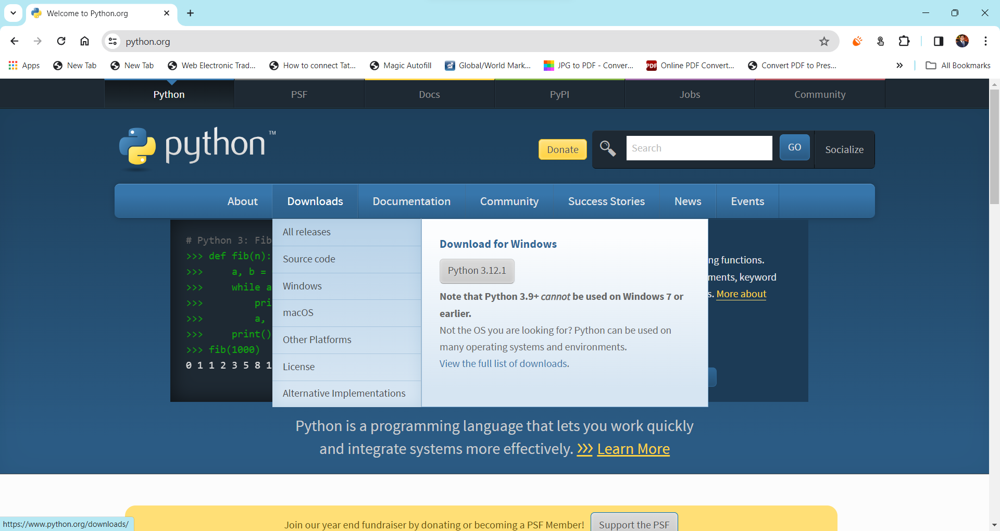 Welcome to Python.org
python.org
Apps
New Tab
New Tab
Web Electronic Trad...
How to connect Tat...
Magic Autofill
Global/World Mark...
JPG to PDF - Conver...
PDF
Online PDF Convert...
Convert PDF to Pres...
All Bookmarks
Python
PSF
Docs
PyPI
Jobs
Community
python™
Donate
Search
GO
Socialize
About
Downloads
Documentation
Community
Success Stories
News
Events
# Python 3: Fib
>>> def fib(n):
>>>     a, b =
>>>     while a
>>>         pri
>>>         a,
>>>     print()
>>> fib(1000)
0 1 1 2 3 5 8 1
All releases
Source code
Windows
macOS
Other Platforms
License
Alternative Implementations
Download for Windows
Python 3.12.1
Note that Python 3.9+ cannot be used on Windows 7 or
earlier.
Not the OS you are looking for? Python can be used on
many operating systems and environments.
View the full list of downloads.
ng functions.
ments, keyword
s. More about
Python is a programming language that lets you work quickly
and integrate systems more effectively. >>> Learn More
Join our year end fundraiser by donating or becoming a PSF Member!
Support the PSF
https://www.python.org/downloads/